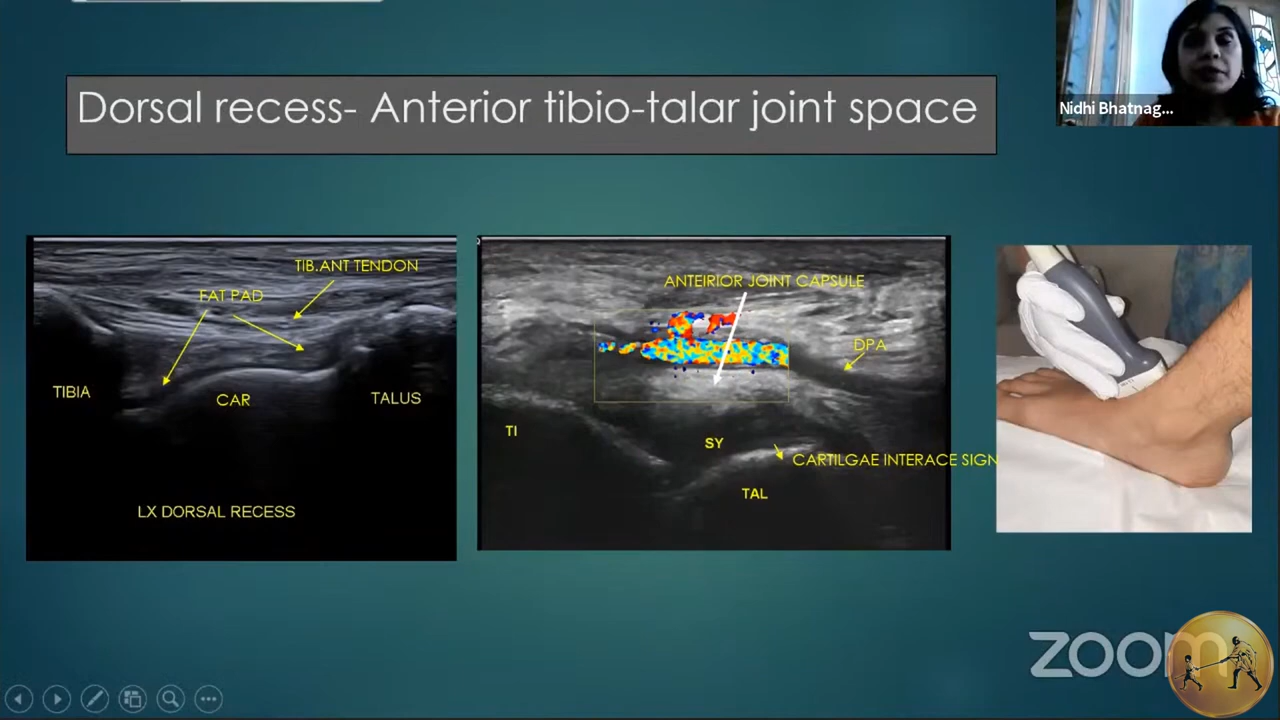 Dorsal recess- Anterior tibio-talar joint space
Nidhi Bhatnag...
TIB.ANT TENDON
FAT PAD
TIBIA
CAR
TALUS
LX DORSAL RECESS
ANTEIRIOR JOINT CAPSULE
DPA
TI
SY
CARTILGAE INTERACE SIGN
TAL
zoom